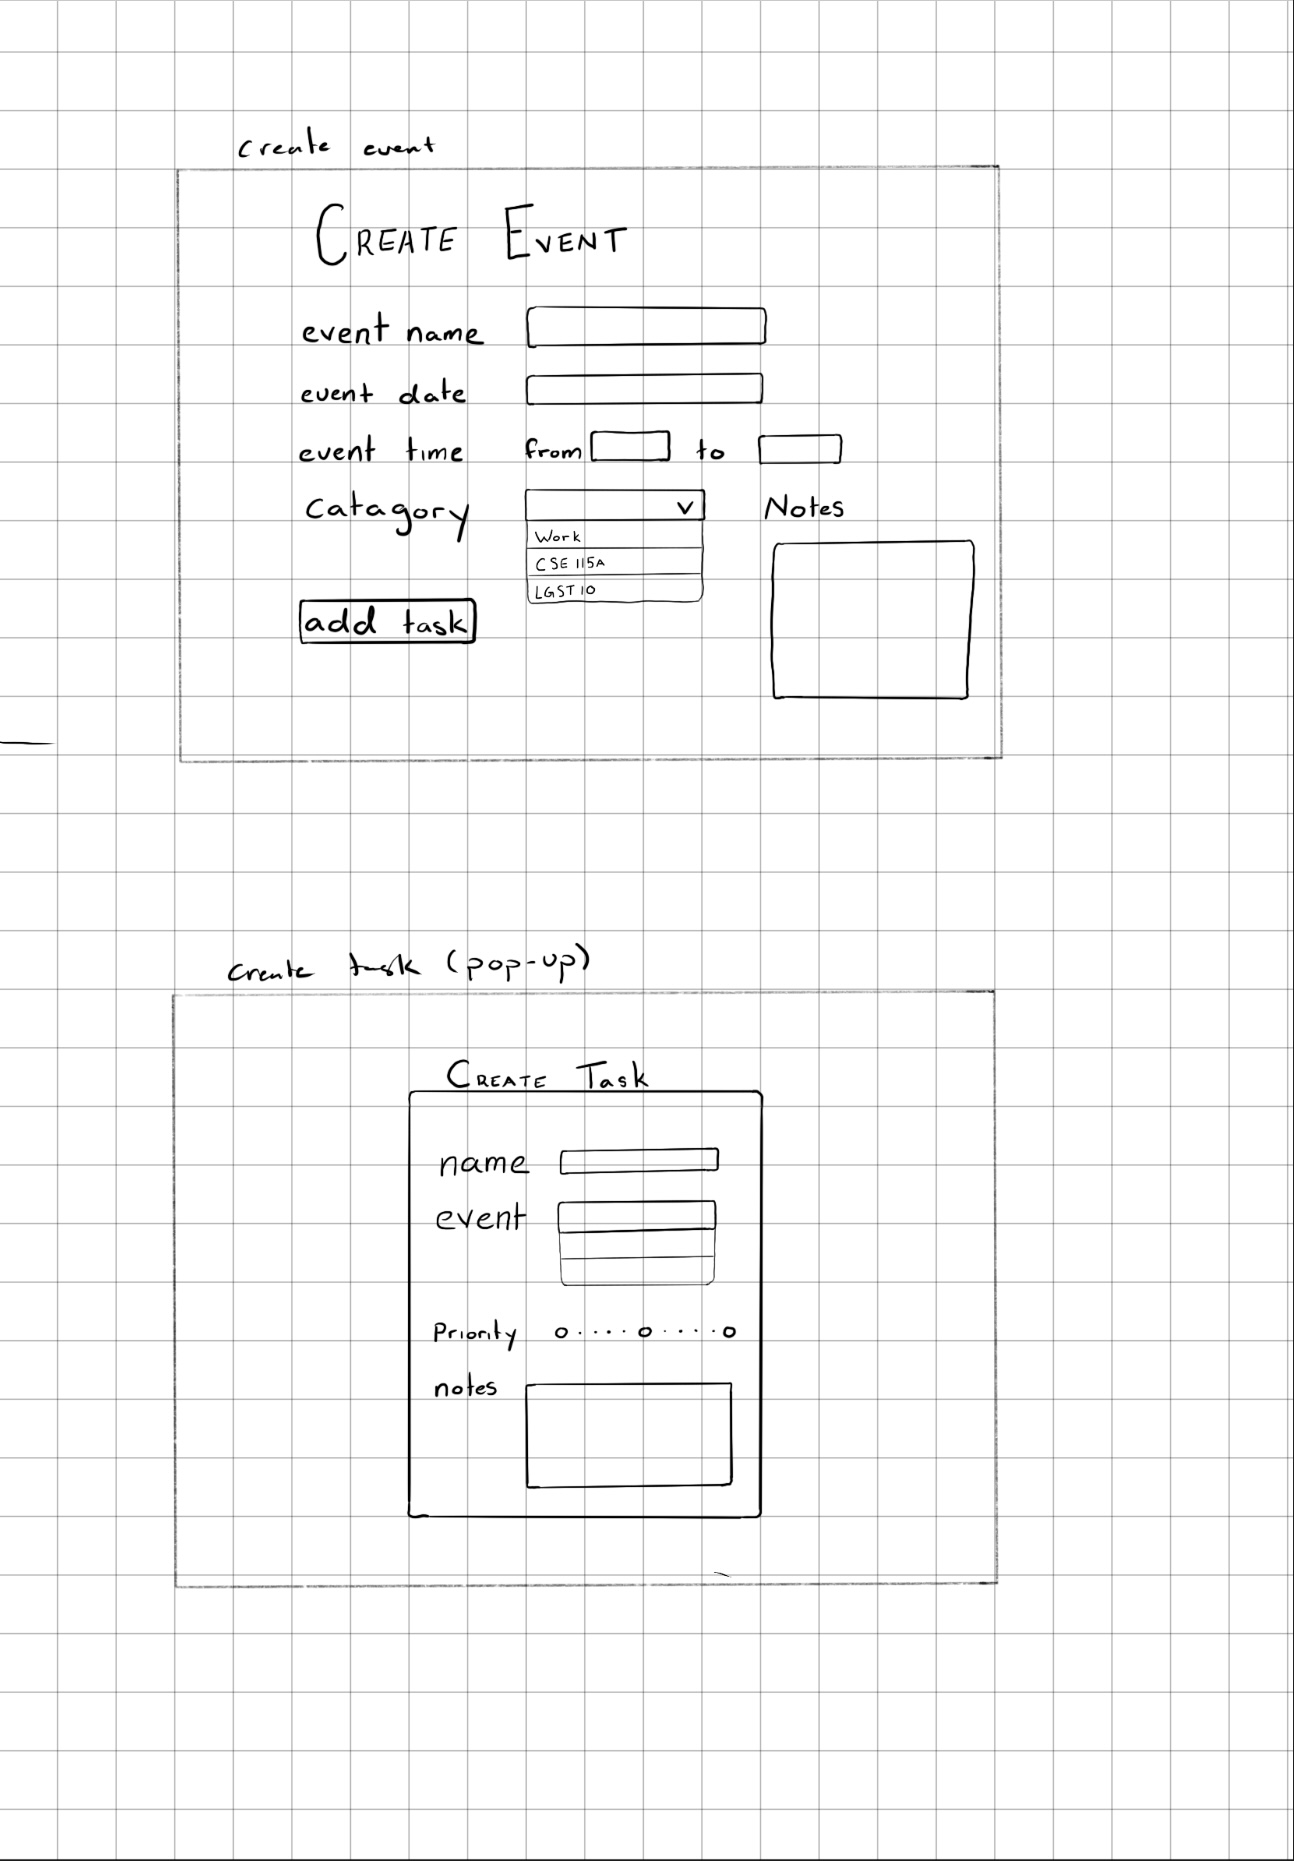 create event
CREATE EVENT
event name
event date
event time from to
catagory v Notes
Work
CSE 115A
LGST 10
add task
create task (pop-up)
CREATE Task
name
event
Priority
notes